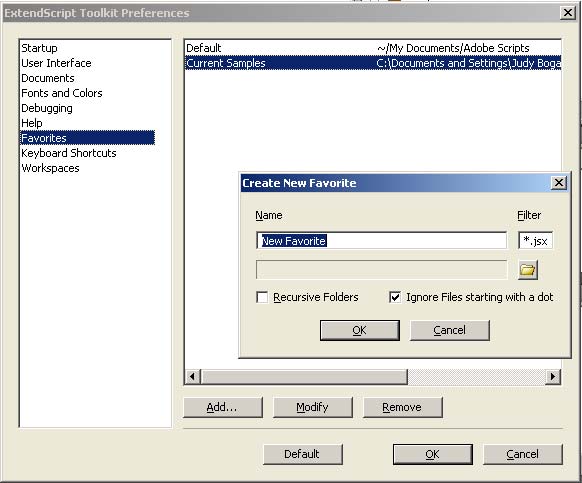 ExtendScript Toolkit Preferences
Startup
User Interface
Documents
Fonts and Colors
Debugging
Help
Favorites
Keyboard Shortcuts
Workspaces
Default ~/My Documents/Adobe Scripts
Current Samples C:\Documents and Settings\Judy Boga
Create New Favorite
Name Filter
New Favorite *.jsx
Recursive Folders Ignore Files starting with a dot
OK Cancel
Add... Modify Remove
Default OK Cancel